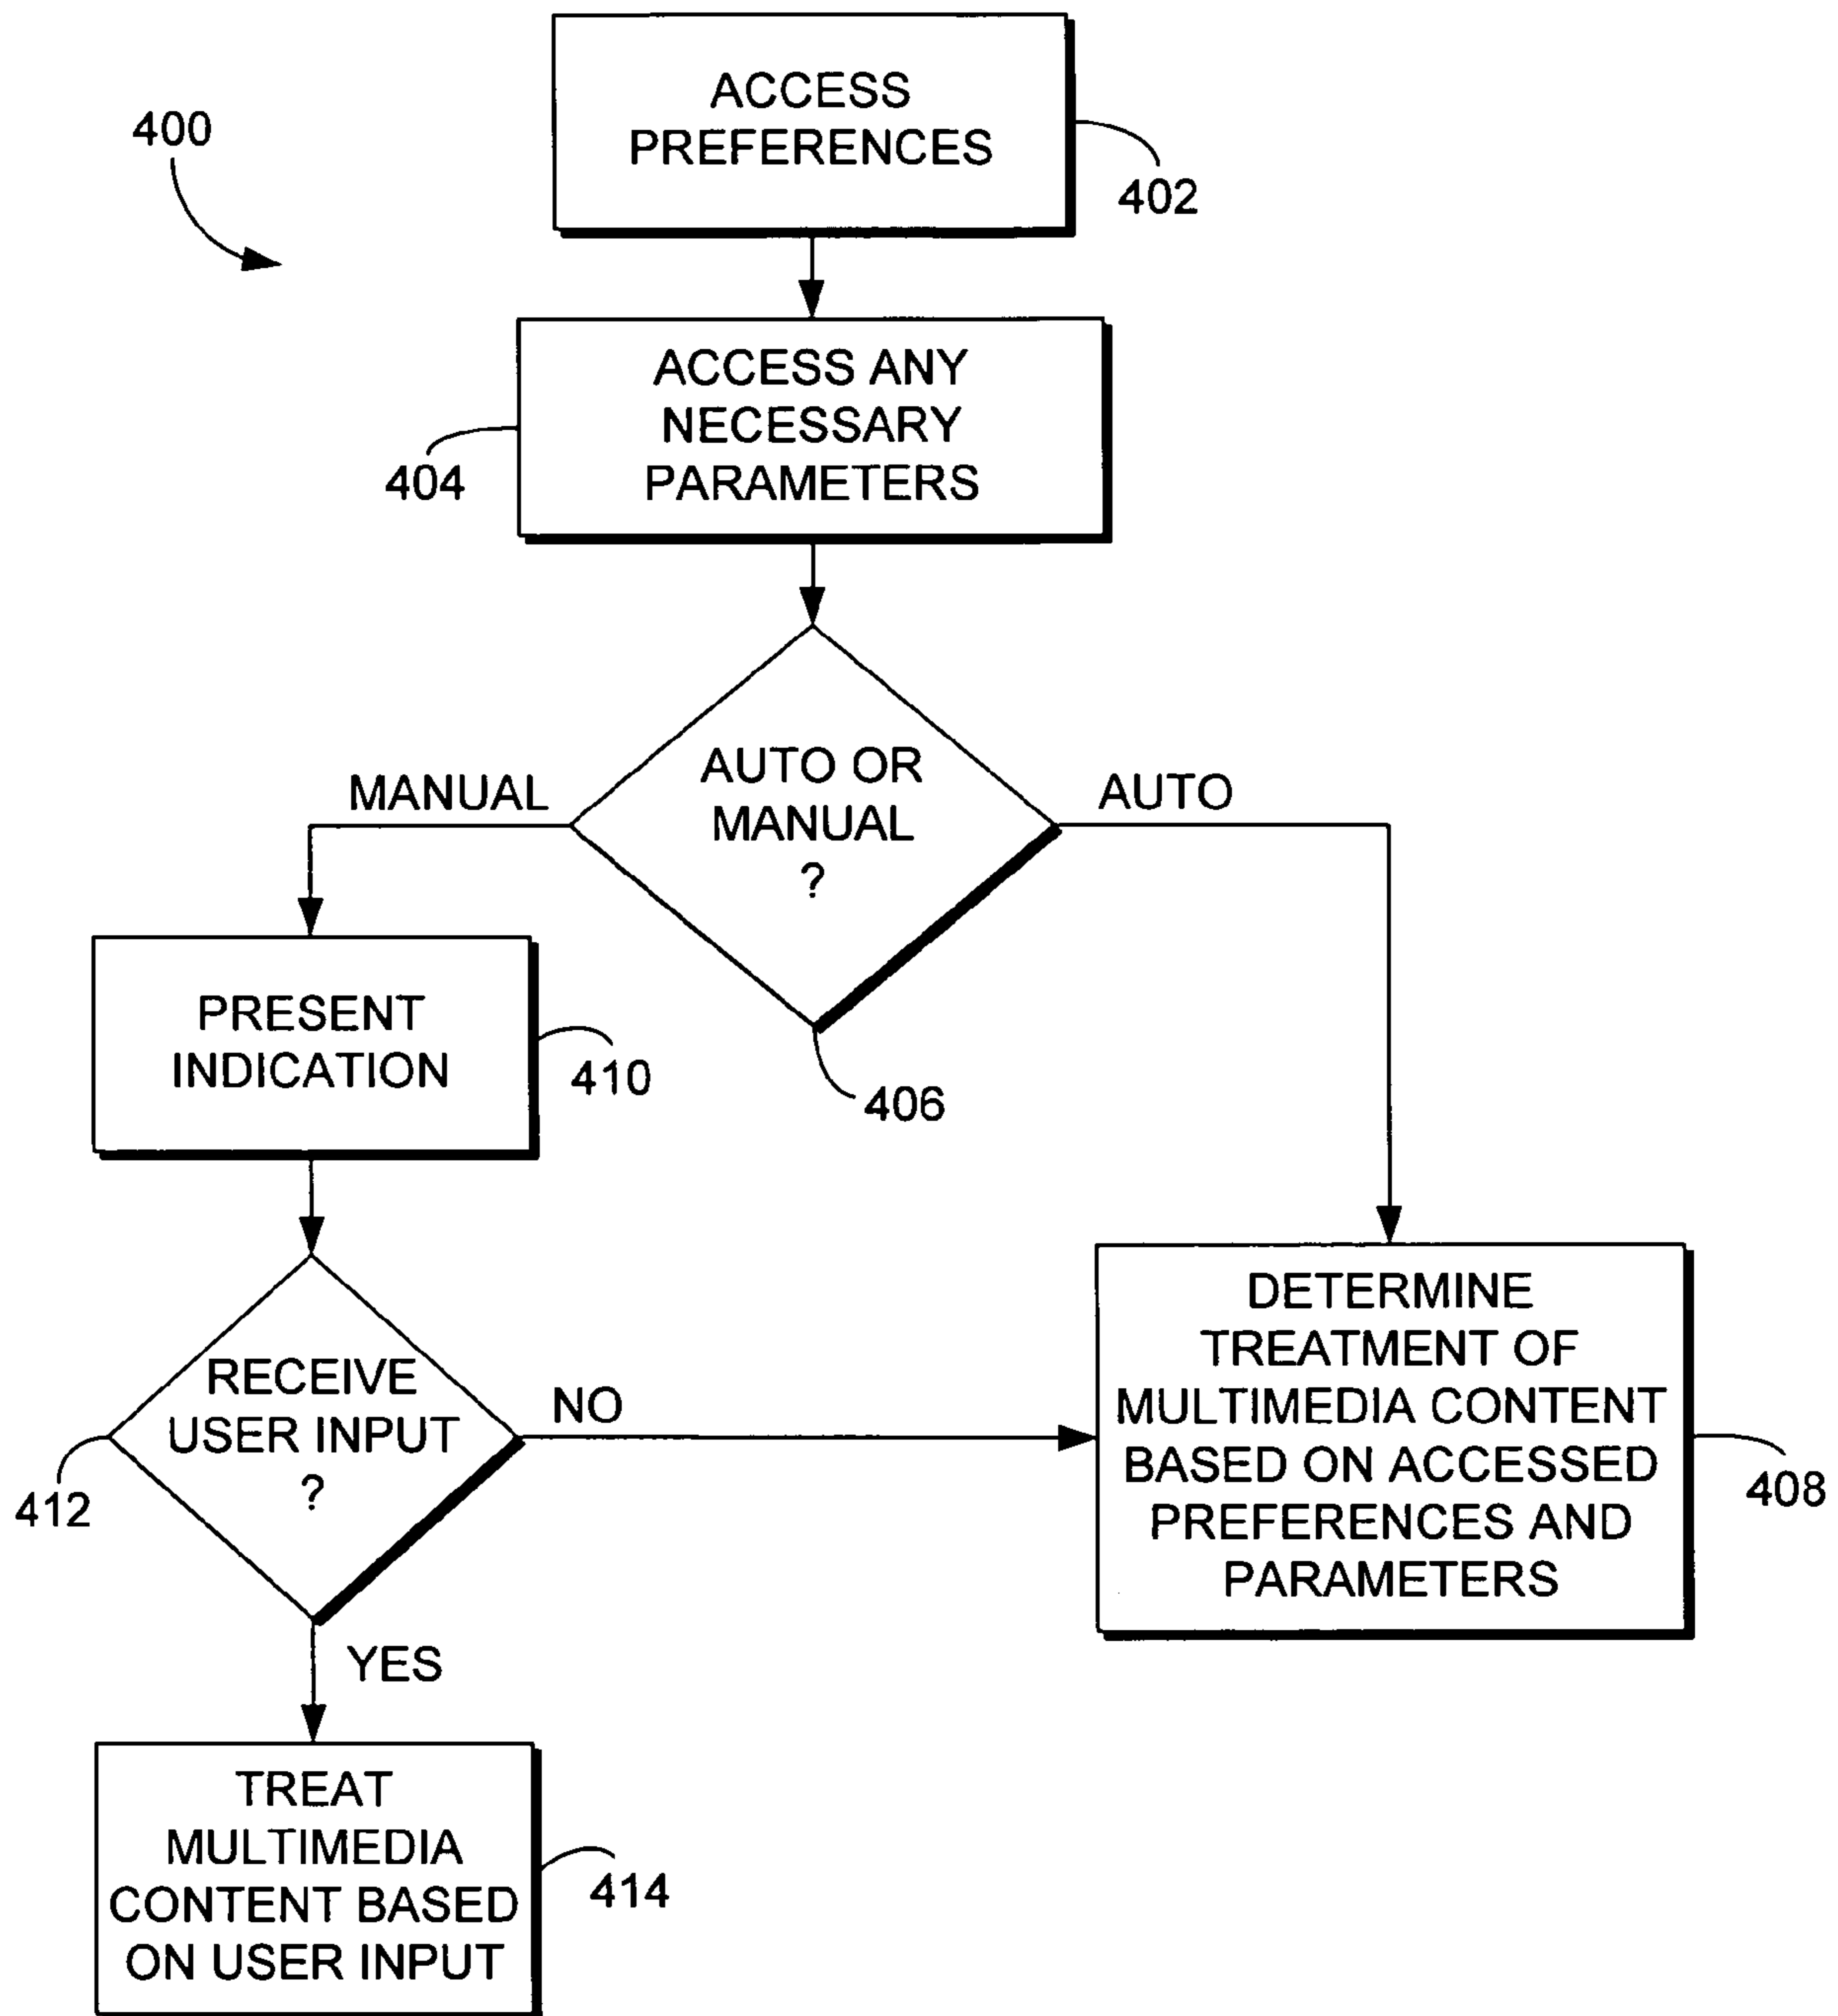 ACCESS
PREFERENCES
400
402
ACCESS ANY
NECESSARY
PARAMETERS
404
AUTO OR
MANUAL
?
MANUAL
AUTO
406
PRESENT
INDICATION
410
RECEIVE
USER INPUT
?
412
NO
YES
DETERMINE
TREATMENT OF
MULTIMEDIA CONTENT
BASED ON ACCESSED
PREFERENCES AND
PARAMETERS
408
TREAT
MULTIMEDIA
CONTENT BASED
ON USER INPUT
414